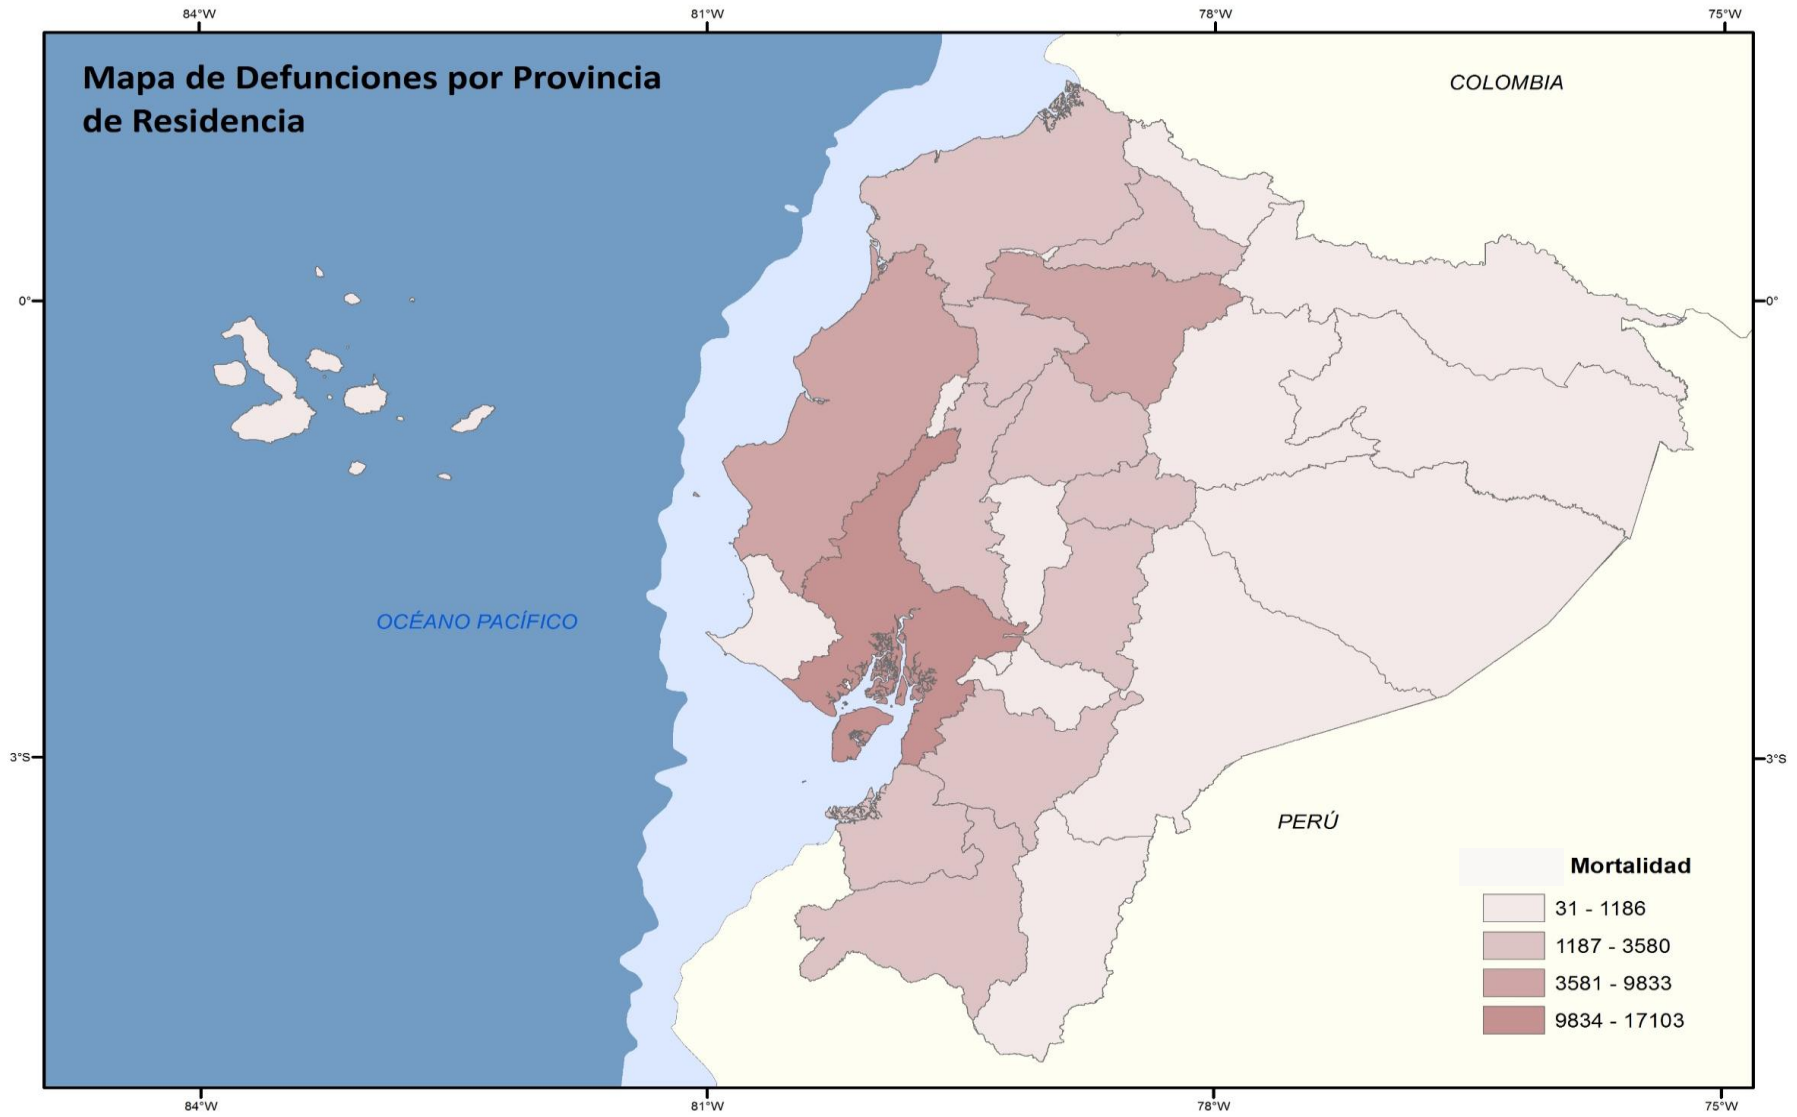 84°W
81°W
78°W
75°W
Mapa de Defunciones por Provincia
de Residencia
COLOMBIA
0°
0°
OCÉANO PACÍFICO
3°S
3°S
PERÚ
Mortalidad
31 - 1186
1187 - 3580
3581 - 9833
9834 - 17103
84°W
81°W
78°W
75°W